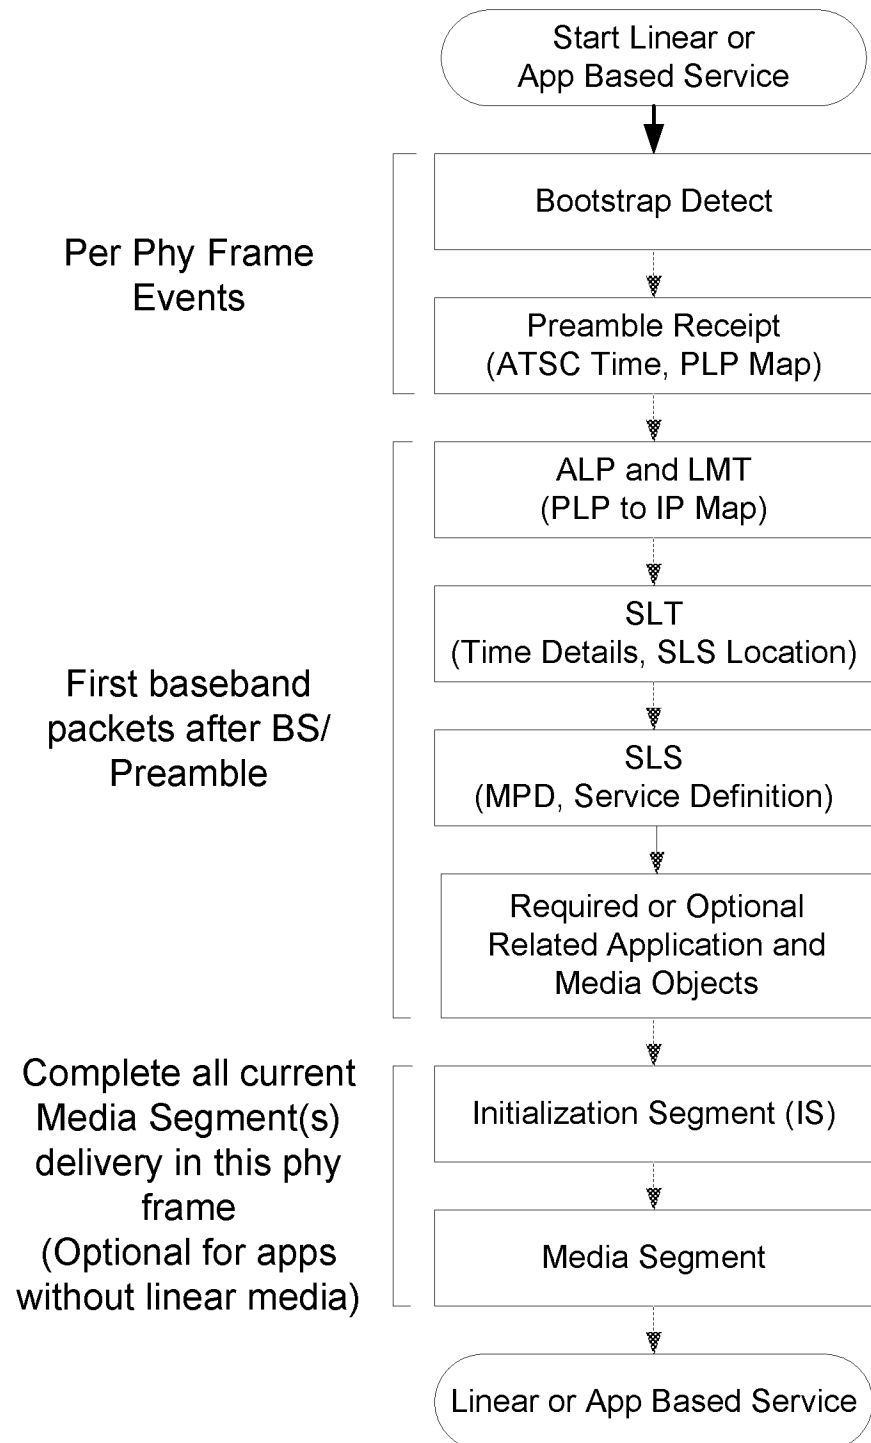 Start Linear or
App Based Service
Per Phy Frame
Events
Bootstrap Detect
Preamble Receipt
(ATSC Time, PLP Map)
First baseband
packets after BS/
Preamble
ALP and LMT
(PLP to IP Map)
SLT
(Time Details, SLS Location)
SLS
(MPD, Service Definition)
Required or Optional
Related Application and
Media Objects
Complete all current
Media Segment(s)
delivery in this phy
frame
(Optional for apps
without linear media)
Initialization Segment (IS)
Media Segment
Linear or App Based Service